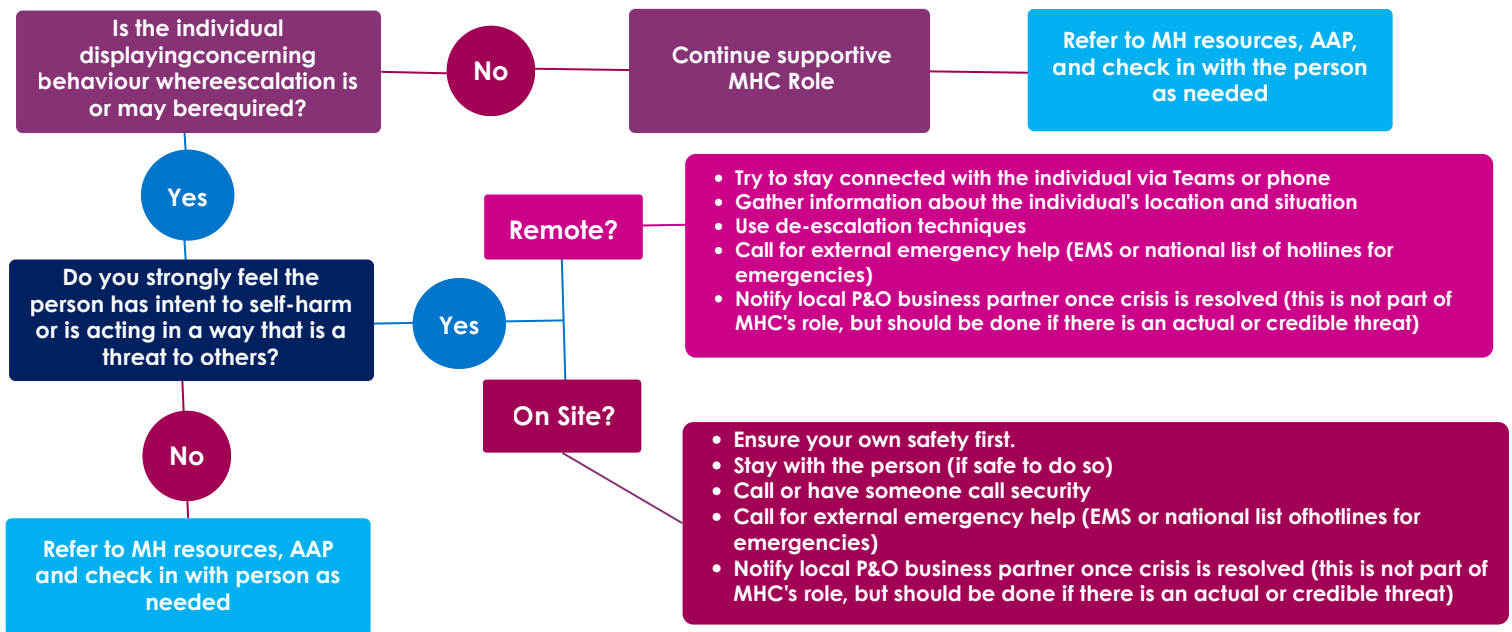 Is the individual
displayingconcerning
behaviour whereescalation is
or may berequired?
No
Continue supportive
MHC Role
Refer to MH resources, AAP,
and check in with the person
as needed
Yes
Remote?
• Try to stay connected with the individual via Teams or phone
• Gather information about the individual's location and situation
• Use de-escalation techniques
• Call for external emergency help (EMS or national list of hotlines for
emergencies)
• Notify local P&O business partner once crisis is resolved (this is not part of
MHC's role, but should be done if there is an actual or credible threat)
Do you strongly feel the
person has intent to self-harm
or is acting in a way that is a
threat to others?
Yes
On Site?
• Ensure your own safety first.
• Stay with the person (if safe to do so)
• Call or have someone call security
• Call for external emergency help (EMS or national list ofhotlines for
emergencies)
• Notify local P&O business partner once crisis is resolved (this is not part of
MHC's role, but should be done if there is an actual or credible threat)
No
Refer to MH resources, AAP
and check in with person as
needed